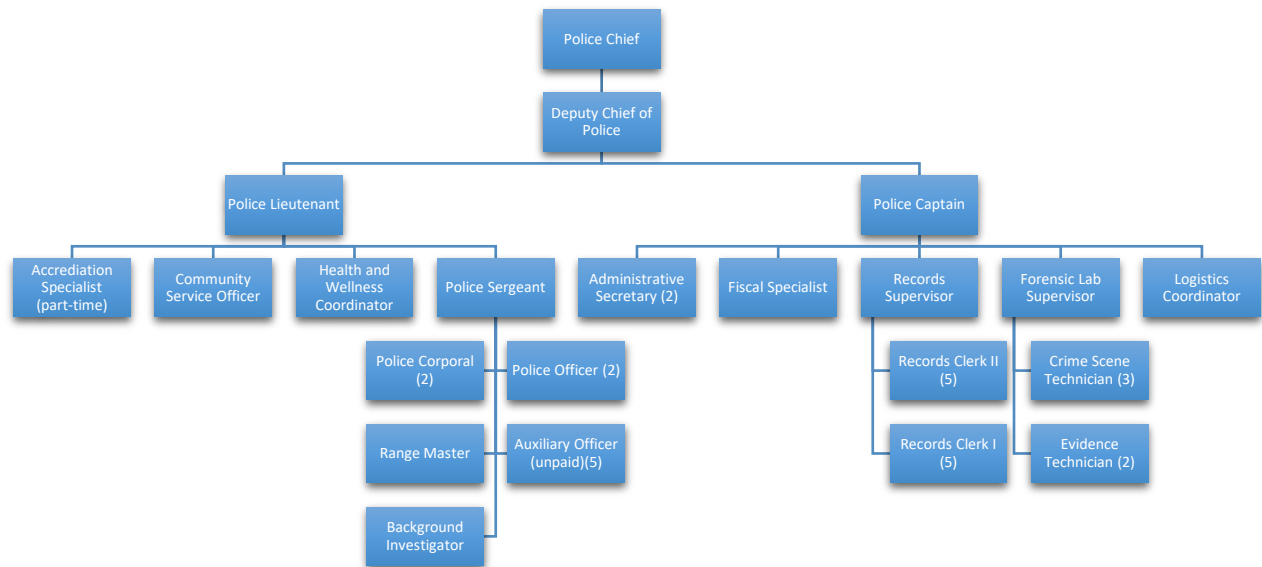 Police Chief
Deputy Chief of
Police
Police Lieutenant
Police Captain
Accrediation
Specialist
(part-time)
Community
Service Officer
Health and
Wellness
Coordinator
Police Sergeant
Administrative
Secretary (2)
Fiscal Specialist
Records
Supervisor
Forensic Lab
Supervisor
Logistics
Coordinator
Police Corporal
(2)
Police Officer (2)
Records Clerk II
(5)
Crime Scene
Technician (3)
Range Master
Auxiliary Officer
(unpaid)(5)
Records Clerk I
(5)
Evidence
Technician (2)
Background
Investigator